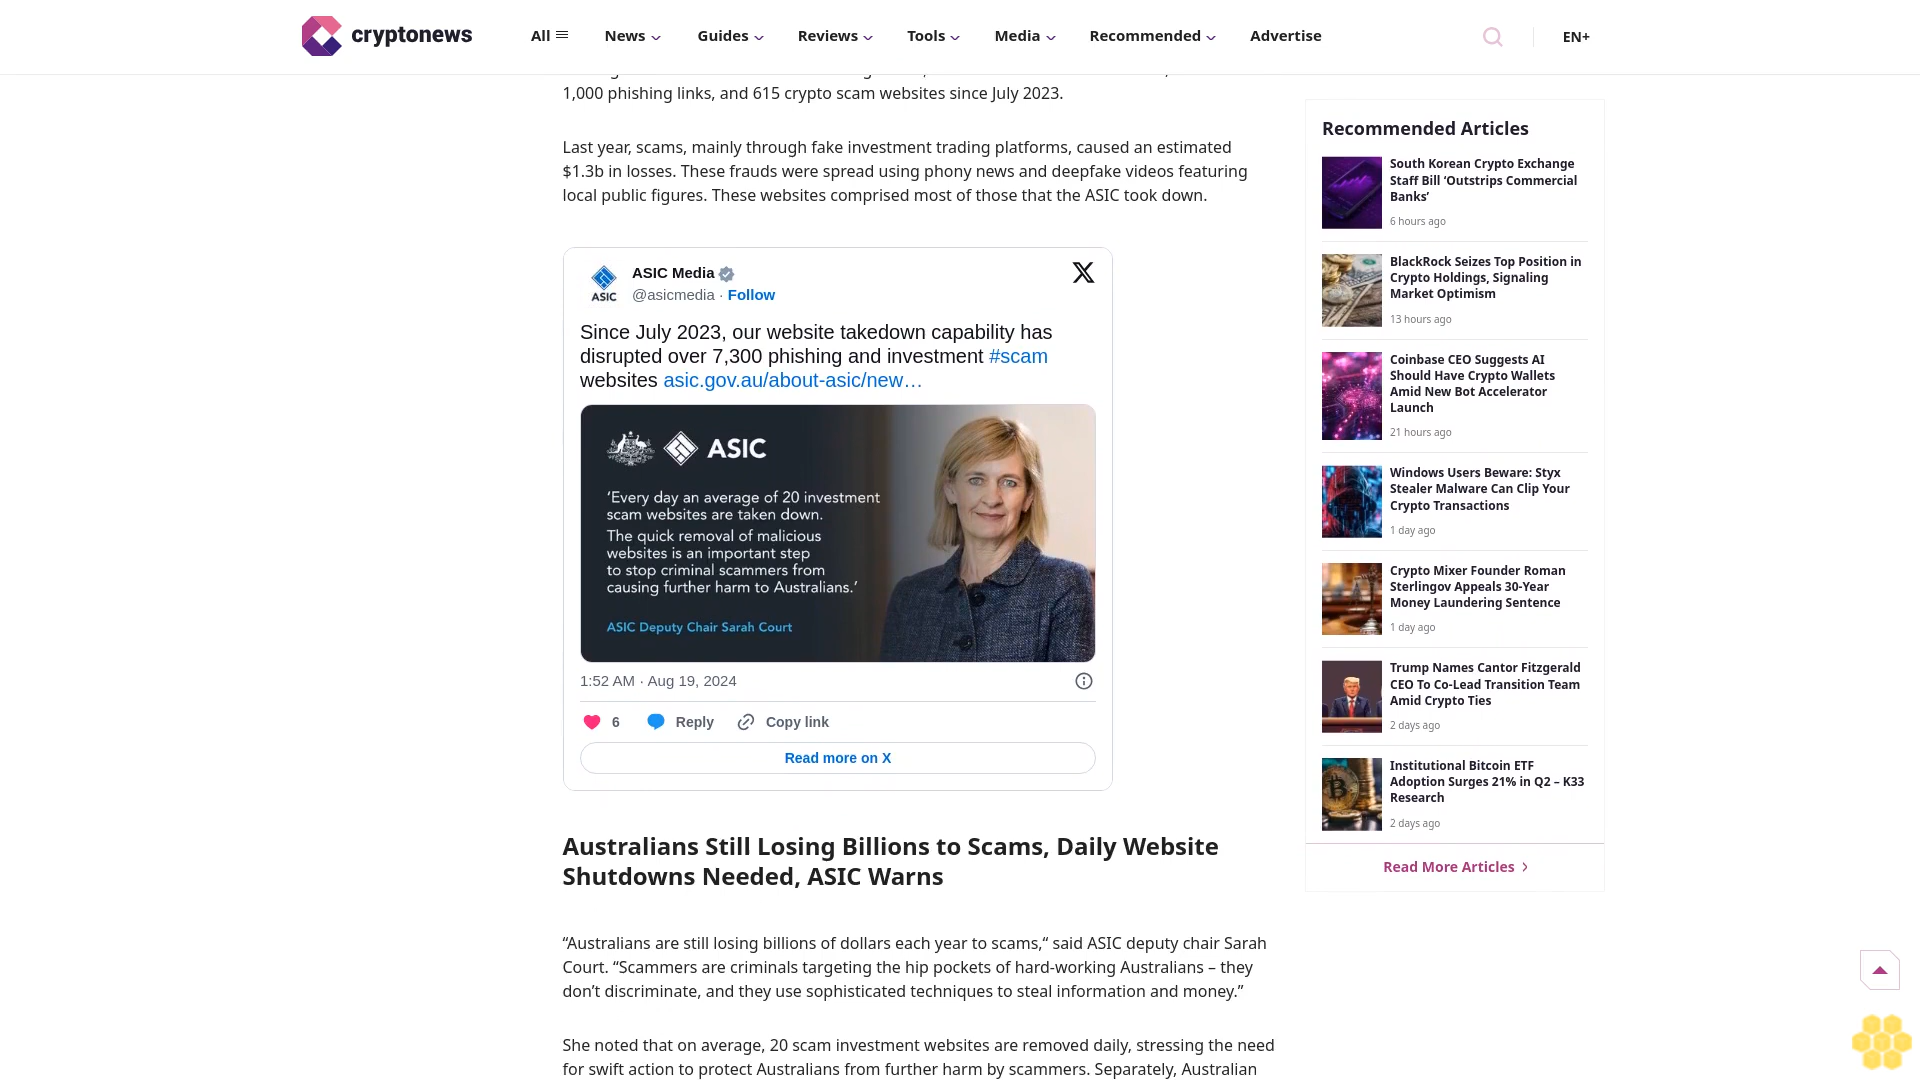 cryptonews
All
News
Guides
Reviews
Tools
Media
Recommended
Advertise
EN+
1,000 phishing links, and 615 crypto scam websites since July 2023.
Last year, scams, mainly through fake investment trading platforms, caused an estimated
$1.3b in losses. These frauds were spread using phony news and deepfake videos featuring
local public figures. These websites comprised most of those that the ASIC took down.
ASIC
ASIC Media
@asicmedia · Follow
Since July 2023, our website takedown capability has
disrupted over 7,300 phishing and investment #scam
websites asic.gov.au/about-asic/new…
ASIC
‘Every day an average of 20 investment
scam websites are taken down.
The quick removal of malicious
websites is an important step
to stop criminal scammers from
causing further harm to Australians.’
ASIC Deputy Chair Sarah Court
1:52 AM · Aug 19, 2024
6
Reply
Copy link
Read more on X
Australians Still Losing Billions to Scams, Daily Website
Shutdowns Needed, ASIC Warns
“Australians are still losing billions of dollars each year to scams,“ said ASIC deputy chair Sarah
Court. “Scammers are criminals targeting the hip pockets of hard-working Australians – they
don’t discriminate, and they use sophisticated techniques to steal information and money.”
She noted that on average, 20 scam investment websites are removed daily, stressing the need
for swift action to protect Australians from further harm by scammers. Separately, Australian
Recommended Articles
South Korean Crypto Exchange
Staff Bill ‘Outstrips Commercial
Banks’
6 hours ago
BlackRock Seizes Top Position in
Crypto Holdings, Signaling
Market Optimism
13 hours ago
Coinbase CEO Suggests AI
Should Have Crypto Wallets
Amid New Bot Accelerator
Launch
21 hours ago
Windows Users Beware: Styx
Stealer Malware Can Clip Your
Crypto Transactions
1 day ago
Crypto Mixer Founder Roman
Sterlingov Appeals 30-Year
Money Laundering Sentence
1 day ago
Trump Names Cantor Fitzgerald
CEO To Co-Lead Transition Team
Amid Crypto Ties
2 days ago
Institutional Bitcoin ETF
Adoption Surges 21% in Q2 – K33
Research
2 days ago
Read More Articles